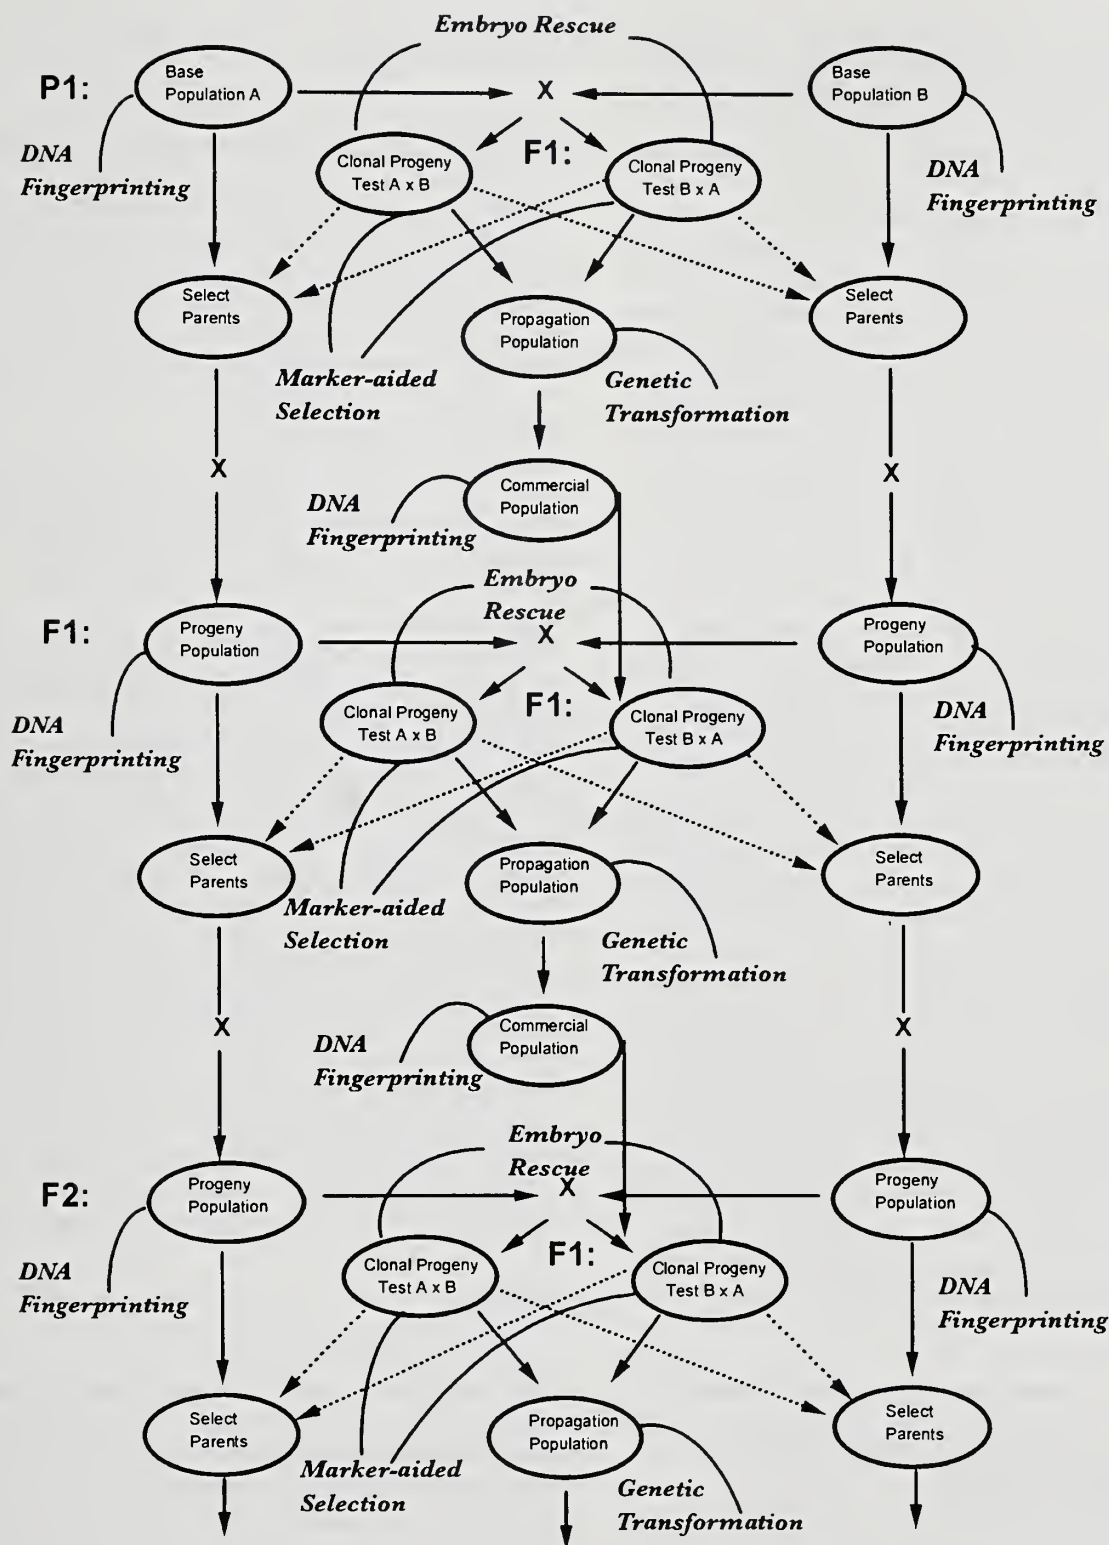 Embryo Rescue
P1:
Base
Population A
X
Base
Population B
DNA
Fingerprinting
F1:
Clonal Progeny
Test A x B
Clonal Progeny
Test B x A
DNA
Fingerprinting
Select
Parents
Propagation
Population
Select
Parents
Marker-aided
Selection
Genetic
Transformation
X
X
DNA
Fingerprinting
Commercial
Population
Embryo
Rescue
F1:
Progeny
Population
X
Progeny
Population
DNA
Fingerprinting
F1:
Clonal Progeny
Test A x B
Clonal Progeny
Test B x A
DNA
Fingerprinting
Select
Parents
Propagation
Population
Select
Parents
Marker-aided
Selection
Genetic
Transformation
X
X
DNA
Fingerprinting
Commercial
Population
Embryo
Rescue
F2:
Progeny
Population
X
Progeny
Population
DNA
Fingerprinting
F1:
Clonal Progeny
Test A x B
Clonal Progeny
Test B x A
DNA
Fingerprinting
Select
Parents
Propagation
Population
Select
Parents
Marker-aided
Selection
Genetic
Transformation